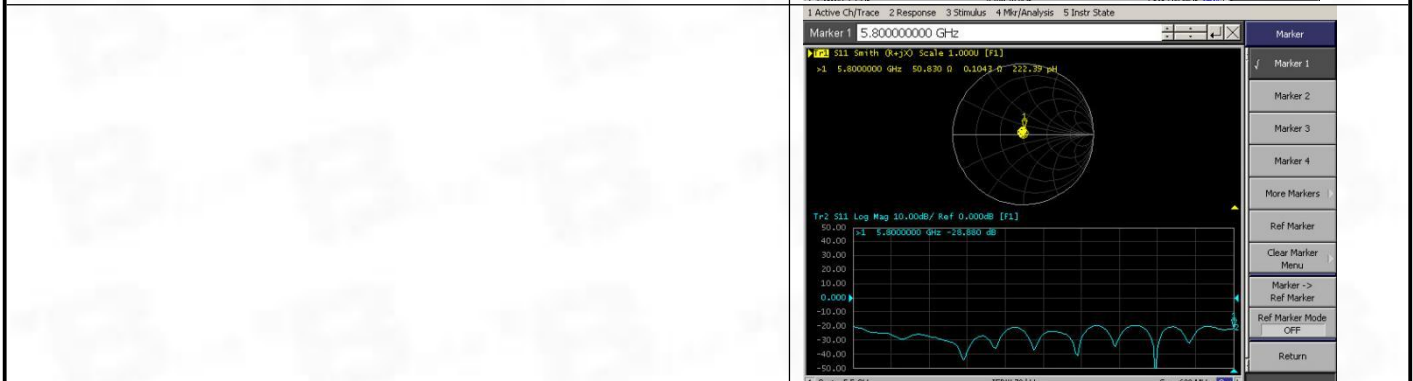 1 Active Ch/Trace 2 Response 3 Stimulus 4 Mkr/Analysis 5 Instr State
Marker 1 5.800000000 GHz
Marker
Tr1 S11 Smith (R+jX) Scale 1.000U [F1]
>1 5.8000000 GHz 50.830 Ω 0.1043 Ω 222.39 pH
√ Marker 1
Marker 2
Marker 3
Marker 4
More Markers
Ref Marker
Clear Marker
Menu
Marker ->
Ref Marker
Ref Marker Mode
OFF
Return
Tr2 S11 Log Mag 10.00dB/ Ref 0.000dB [F1]
>1 5.8000000 GHz -28.880 dB
50.00
40.00
30.00
20.00
10.00
0.000
-10.00
-20.00
-30.00
-40.00
-50.00